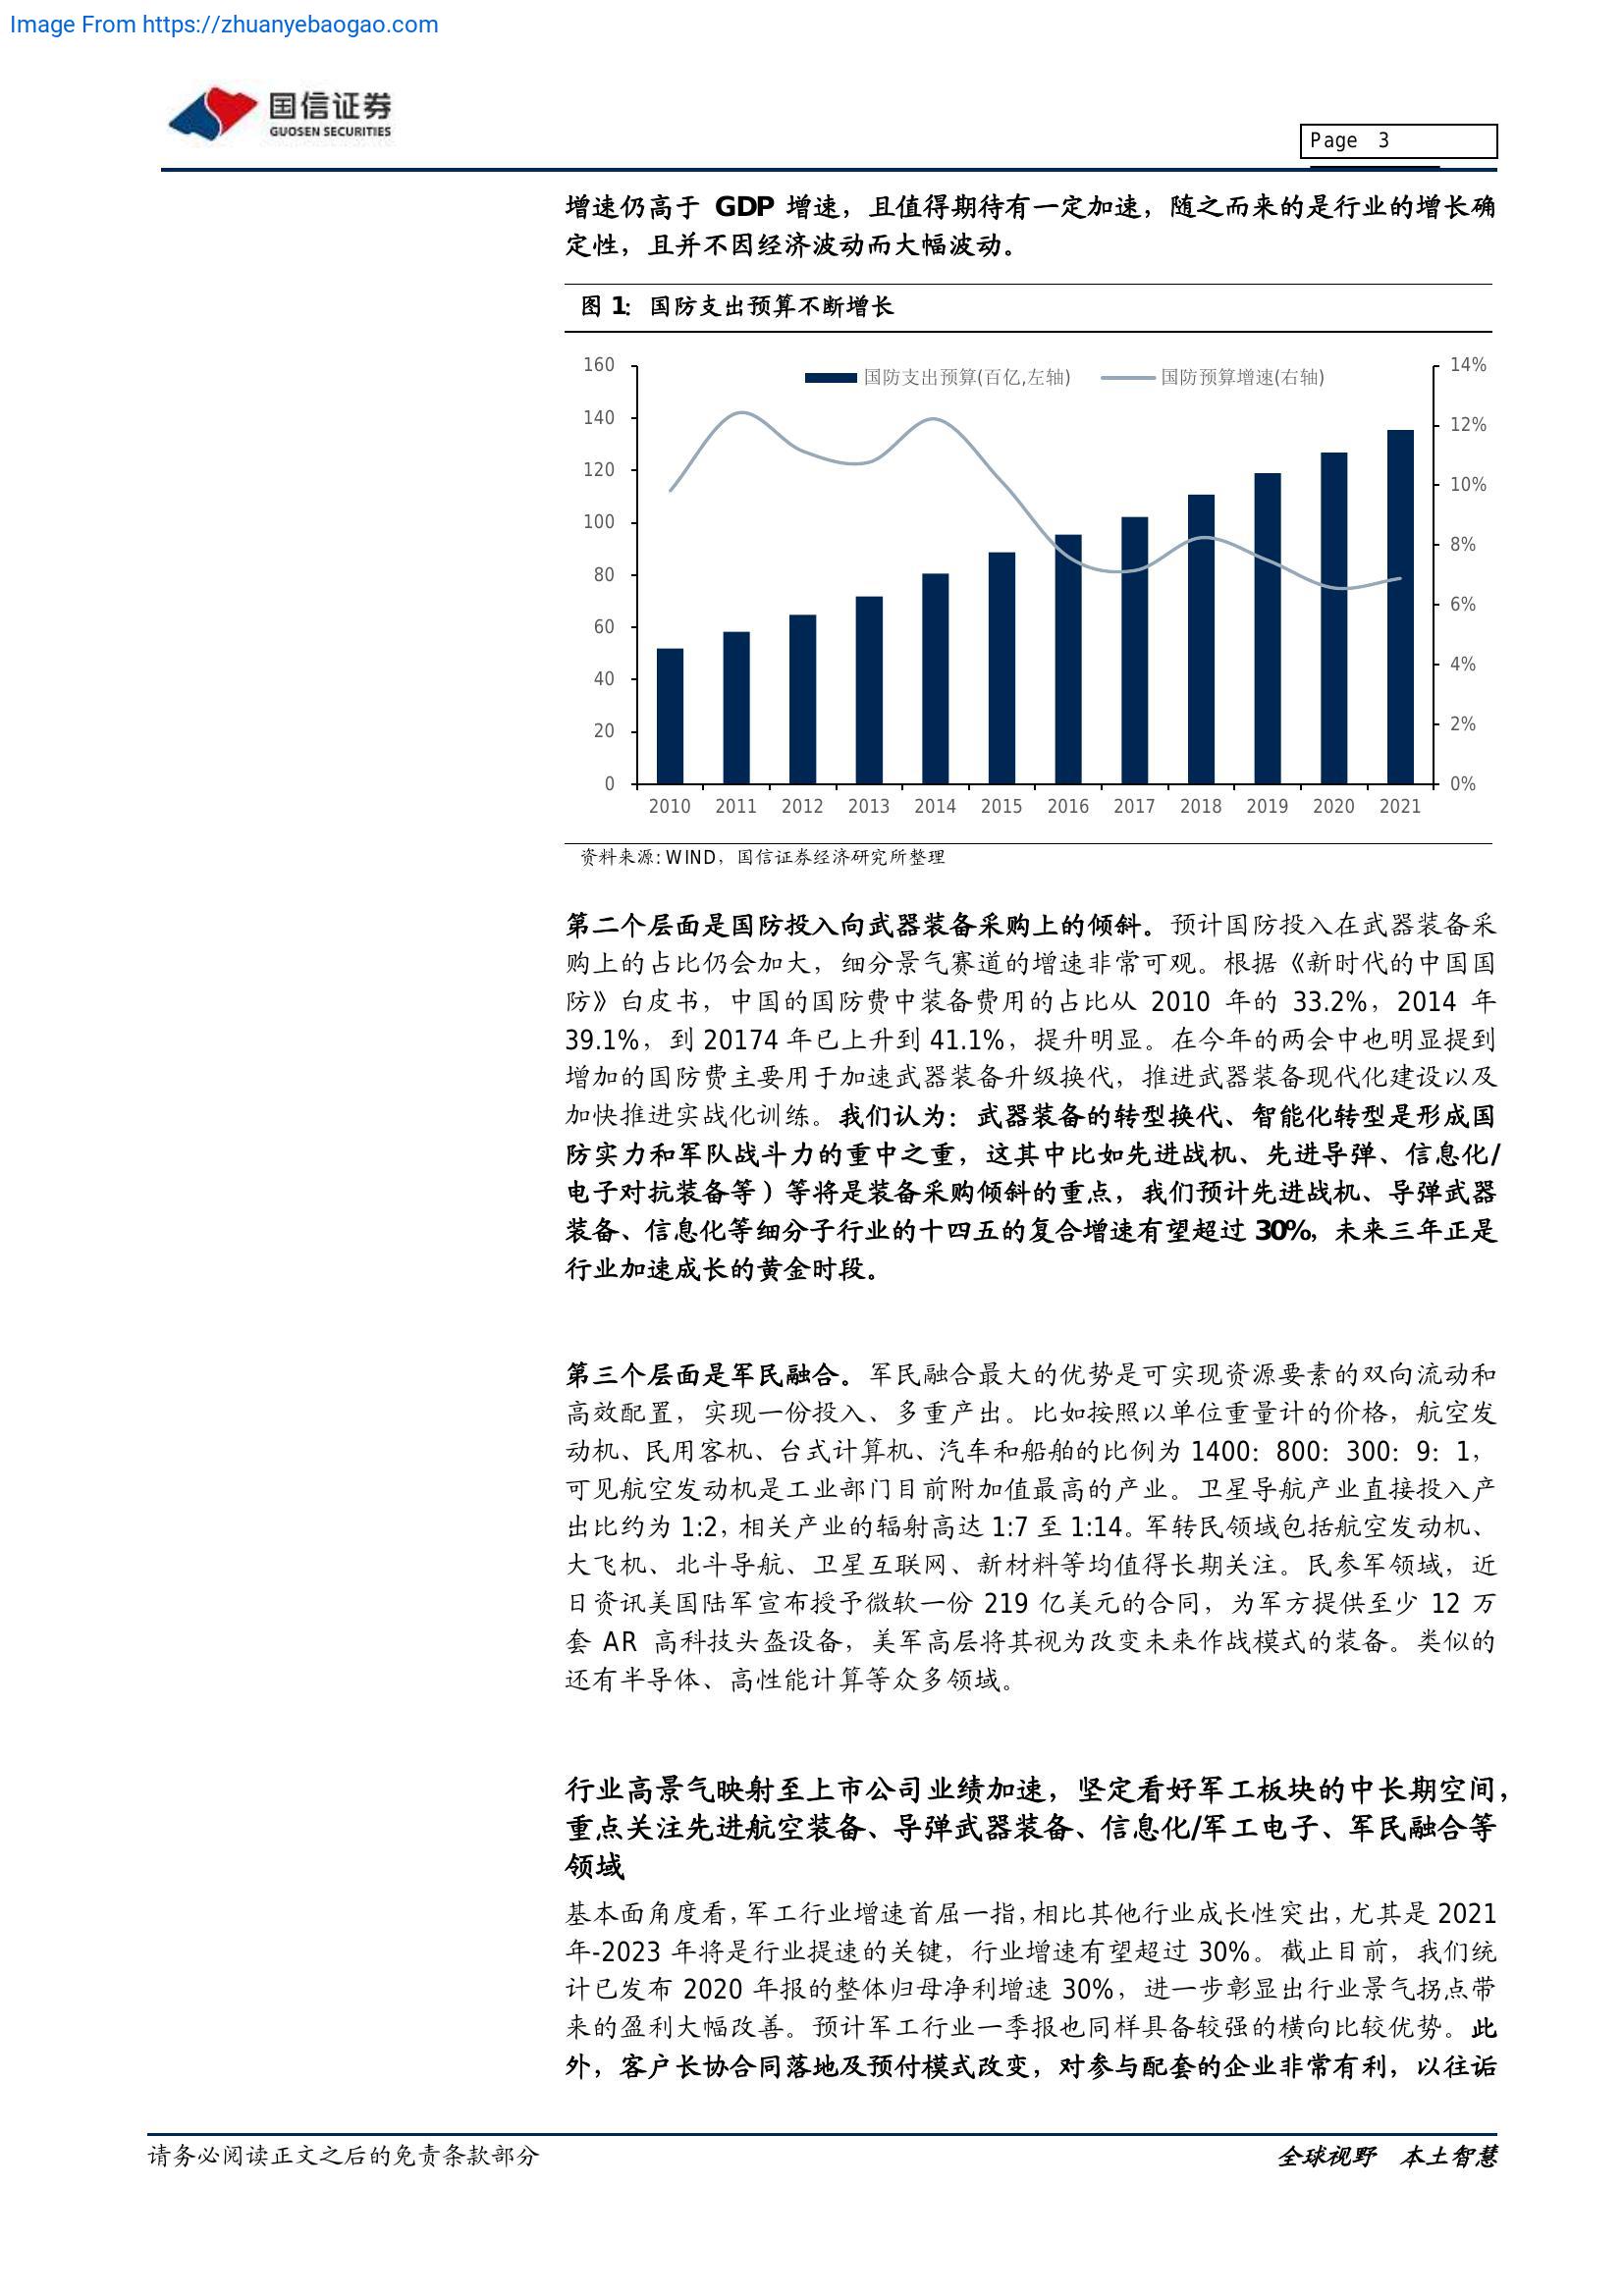 Image From https://zhuanyebaogao.com
国信证券
GUOSEN SECURITIES
Page 3
增速仍高于 GDP 增速，且值得期待有一定加速，随之而来的是行业的增长确
定性，且并不因经济波动而大幅波动。
图 1：国防支出预算不断增长
国防支出预算(百亿,左轴) 国防预算增速(右轴)
160 14%
140 12%
120 10%
100 8%
80 6%
60 4%
40 2%
20 0%
0
2010 2011 2012 2013 2014 2015 2016 2017 2018 2019 2020 2021
资料来源: WIND，国信证券经济研究所整理
第二个层面是国防投入向武器装备采购上的倾斜。预计国防投入在武器装备采
购上的占比仍会加大，细分景气赛道的增速非常可观。根据《新时代的中国国
防》白皮书，中国的国防费中装备费用的占比从 2010 年的 33.2%，2014 年
39.1%，到 20174 年已上升到 41.1%，提升明显。在今年的两会中也明显提到
增加的国防费主要用于加速武器装备升级换代，推进武器装备现代化建设以及
加快推进实战化训练。我们认为：武器装备的转型换代、智能化转型是形成国
防实力和军队战斗力的重中之重，这其中比如先进战机、先进导弹、信息化/
电子对抗装备等）等将是装备采购倾斜的重点，我们预计先进战机、导弹武器
装备、信息化等细分子行业的十四五的复合增速有望超过 30%，未来三年正是
行业加速成长的黄金时段。
第三个层面是军民融合。军民融合最大的优势是可实现资源要素的双向流动和
高效配置，实现一份投入、多重产出。比如按照以单位重量计的价格，航空发
动机、民用客机、台式计算机、汽车和船舶的比例为 1400：800：300：9：1，
可见航空发动机是工业部门目前附加值最高的产业。卫星导航产业直接投入产
出比约为 1:2，相关产业的辐射高达 1:7 至 1:14。军转民领域包括航空发动机、
大飞机、北斗导航、卫星互联网、新材料等均值得长期关注。民参军领域，近
日资讯美国陆军宣布授予微软一份 219 亿美元的合同，为军方提供至少 12 万
套 AR 高科技头盔设备，美军高层将其视为改变未来作战模式的装备。类似的
还有半导体、高性能计算等众多领域。
行业高景气映射至上市公司业绩加速，坚定看好军工板块的中长期空间，
重点关注先进航空装备、导弹武器装备、信息化/军工电子、军民融合等
领域
基本面角度看，军工行业增速首屈一指，相比其他行业成长性突出，尤其是 2021
年-2023 年将是行业提速的关键，行业增速有望超过 30%。截止目前，我们统
计已发布 2020 年报的整体归母净利增速 30%，进一步彰显出行业景气拐点带
来的盈利大幅改善。预计军工行业一季报也同样具备较强的横向比较优势。此
外，客户长协合同落地及预付模式改变，对参与配套的企业非常有利，以往诟
请务必阅读正文之后的免责条款部分
全球视野 本土智慧